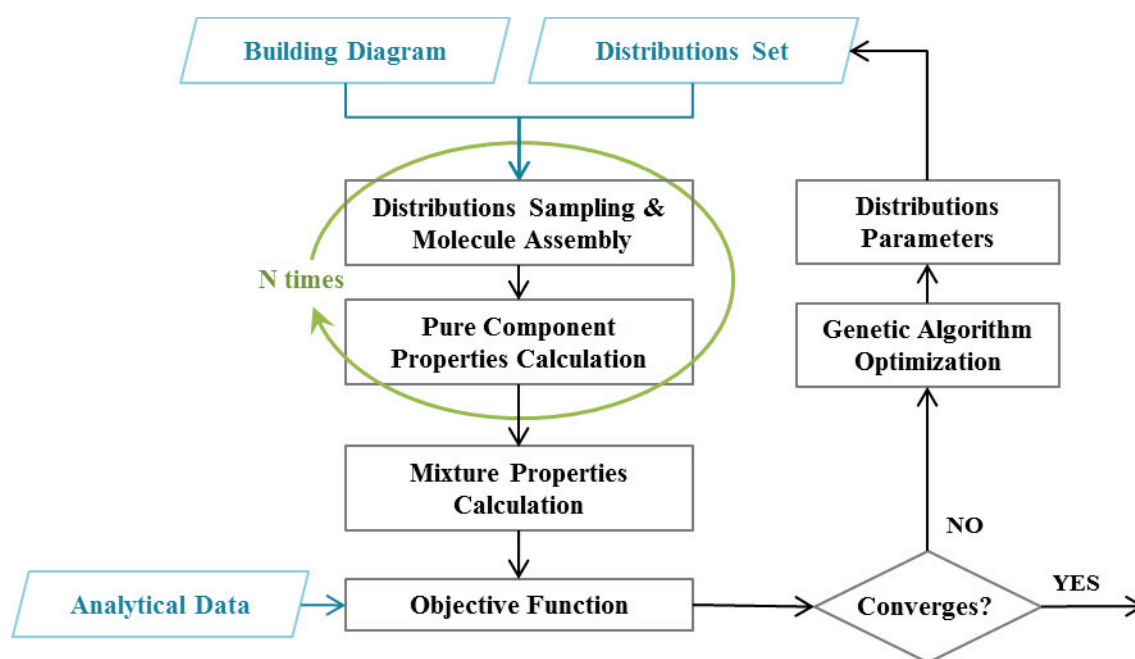 Building Diagram
Distributions Set
Distributions Sampling &
Molecule Assembly
N times
Pure Component
Properties Calculation
Mixture Properties
Calculation
Analytical Data
Objective Function
Converges?
YES
NO
Genetic Algorithm
Optimization
Distributions
Parameters